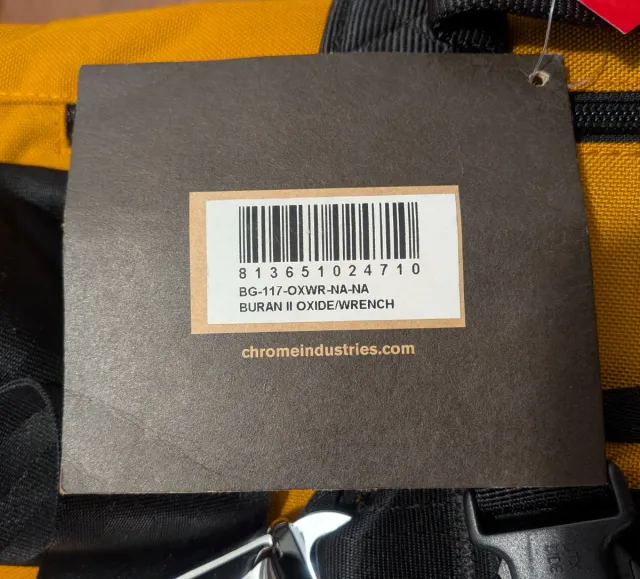 813651024710
BG-117-OXWR-NA-NA
BURAN II OXIDE/WRENCH
chromeindustries.com